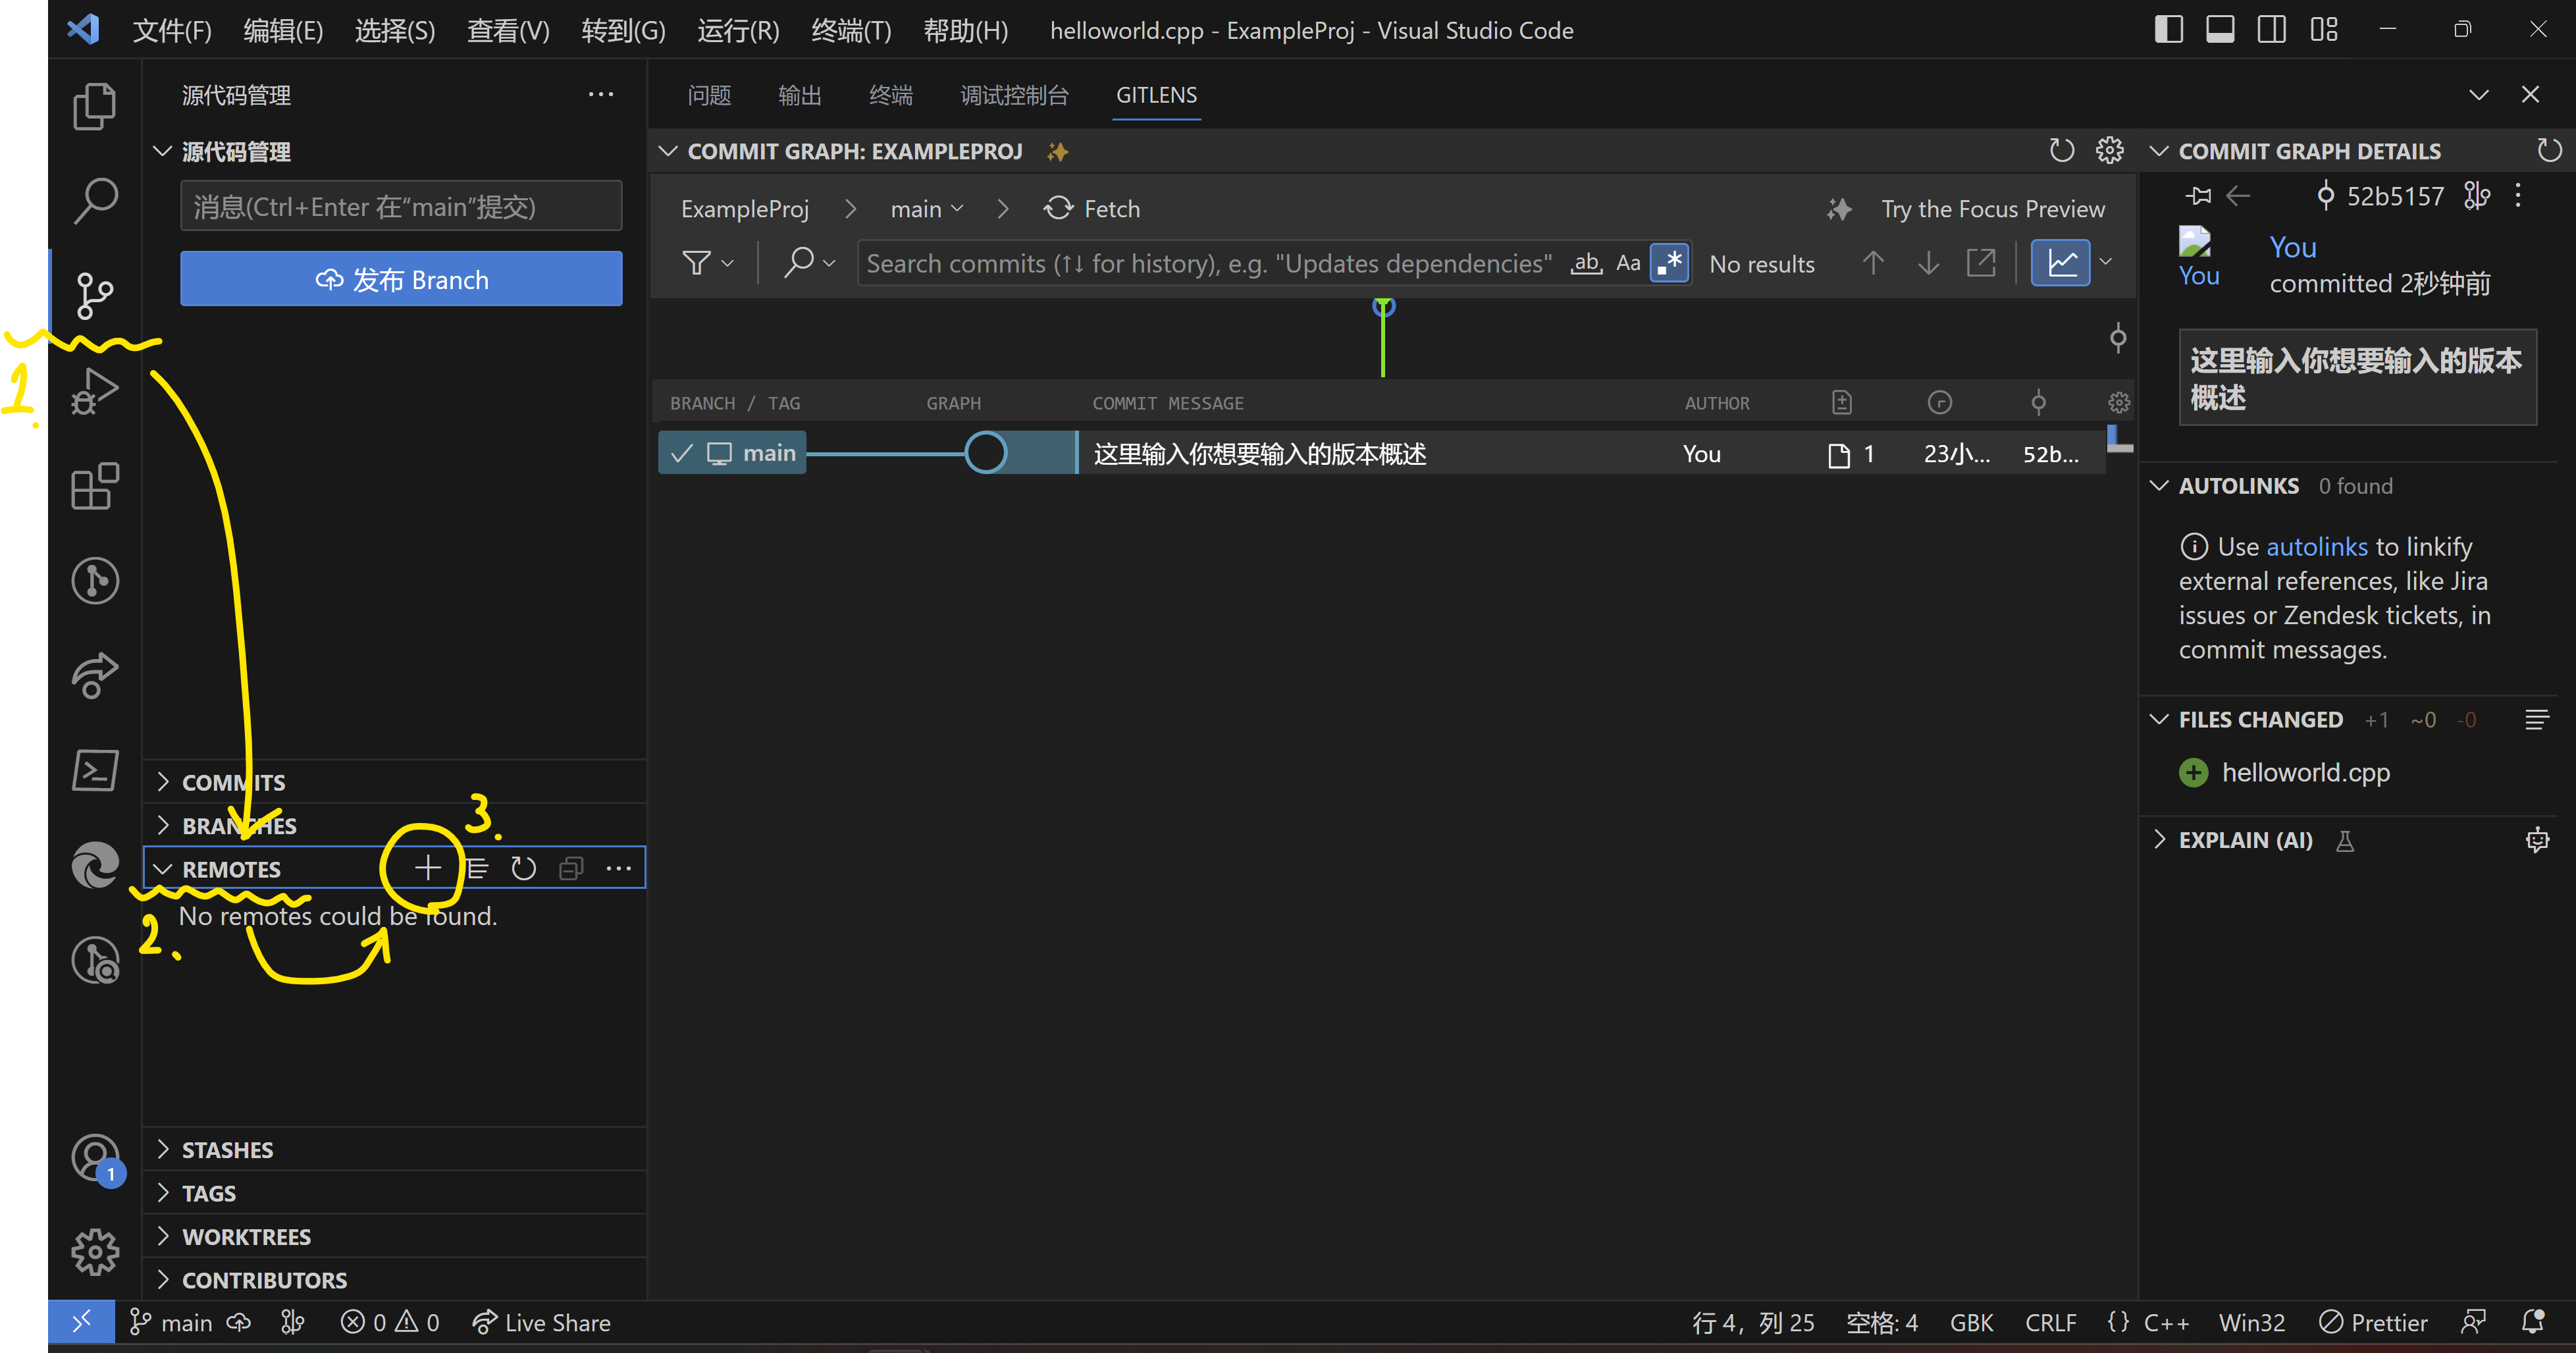 文件(F) 编辑(E) 选择(S) 查看(V) 转到(G) 运行(R) 终端(T) 帮助(H) helloworld.cpp - ExampleProj - Visual Studio Code
源代码管理
源代码管理
消息(Ctrl+Enter 在“main”提交)
发布 Branch
1.
COMMITS
BRANCHES
3.
REMOTES
No remotes could be found.
2.
STASHES
TAGS
WORKTREES
CONTRIBUTORS
1
问题 输出 终端 调试控制台 GITLENS
COMMIT GRAPH: EXAMPLEPROJ
ExampleProj main Fetch Try the Focus Preview
Search commits (↑↓ for history), e.g. "Updates dependencies" ab Aa .* No results
BRANCH / TAG GRAPH COMMIT MESSAGE AUTHOR
main 这里输入你想要输入的版本概述 You 1 23小... 52b...
COMMIT GRAPH DETAILS
52b5157
You
You
committed 2秒钟前
这里输入你想要输入的版本
概述
AUTOLINKS 0 found
Use autolinks to linkify
external references, like Jira
issues or Zendesk tickets, in
commit messages.
FILES CHANGED +1 ~0 -0
helloworld.cpp
EXPLAIN (AI)
main 0 0 Live Share 行 4，列 25 空格: 4 GBK CRLF {} C++ Win32 Prettier